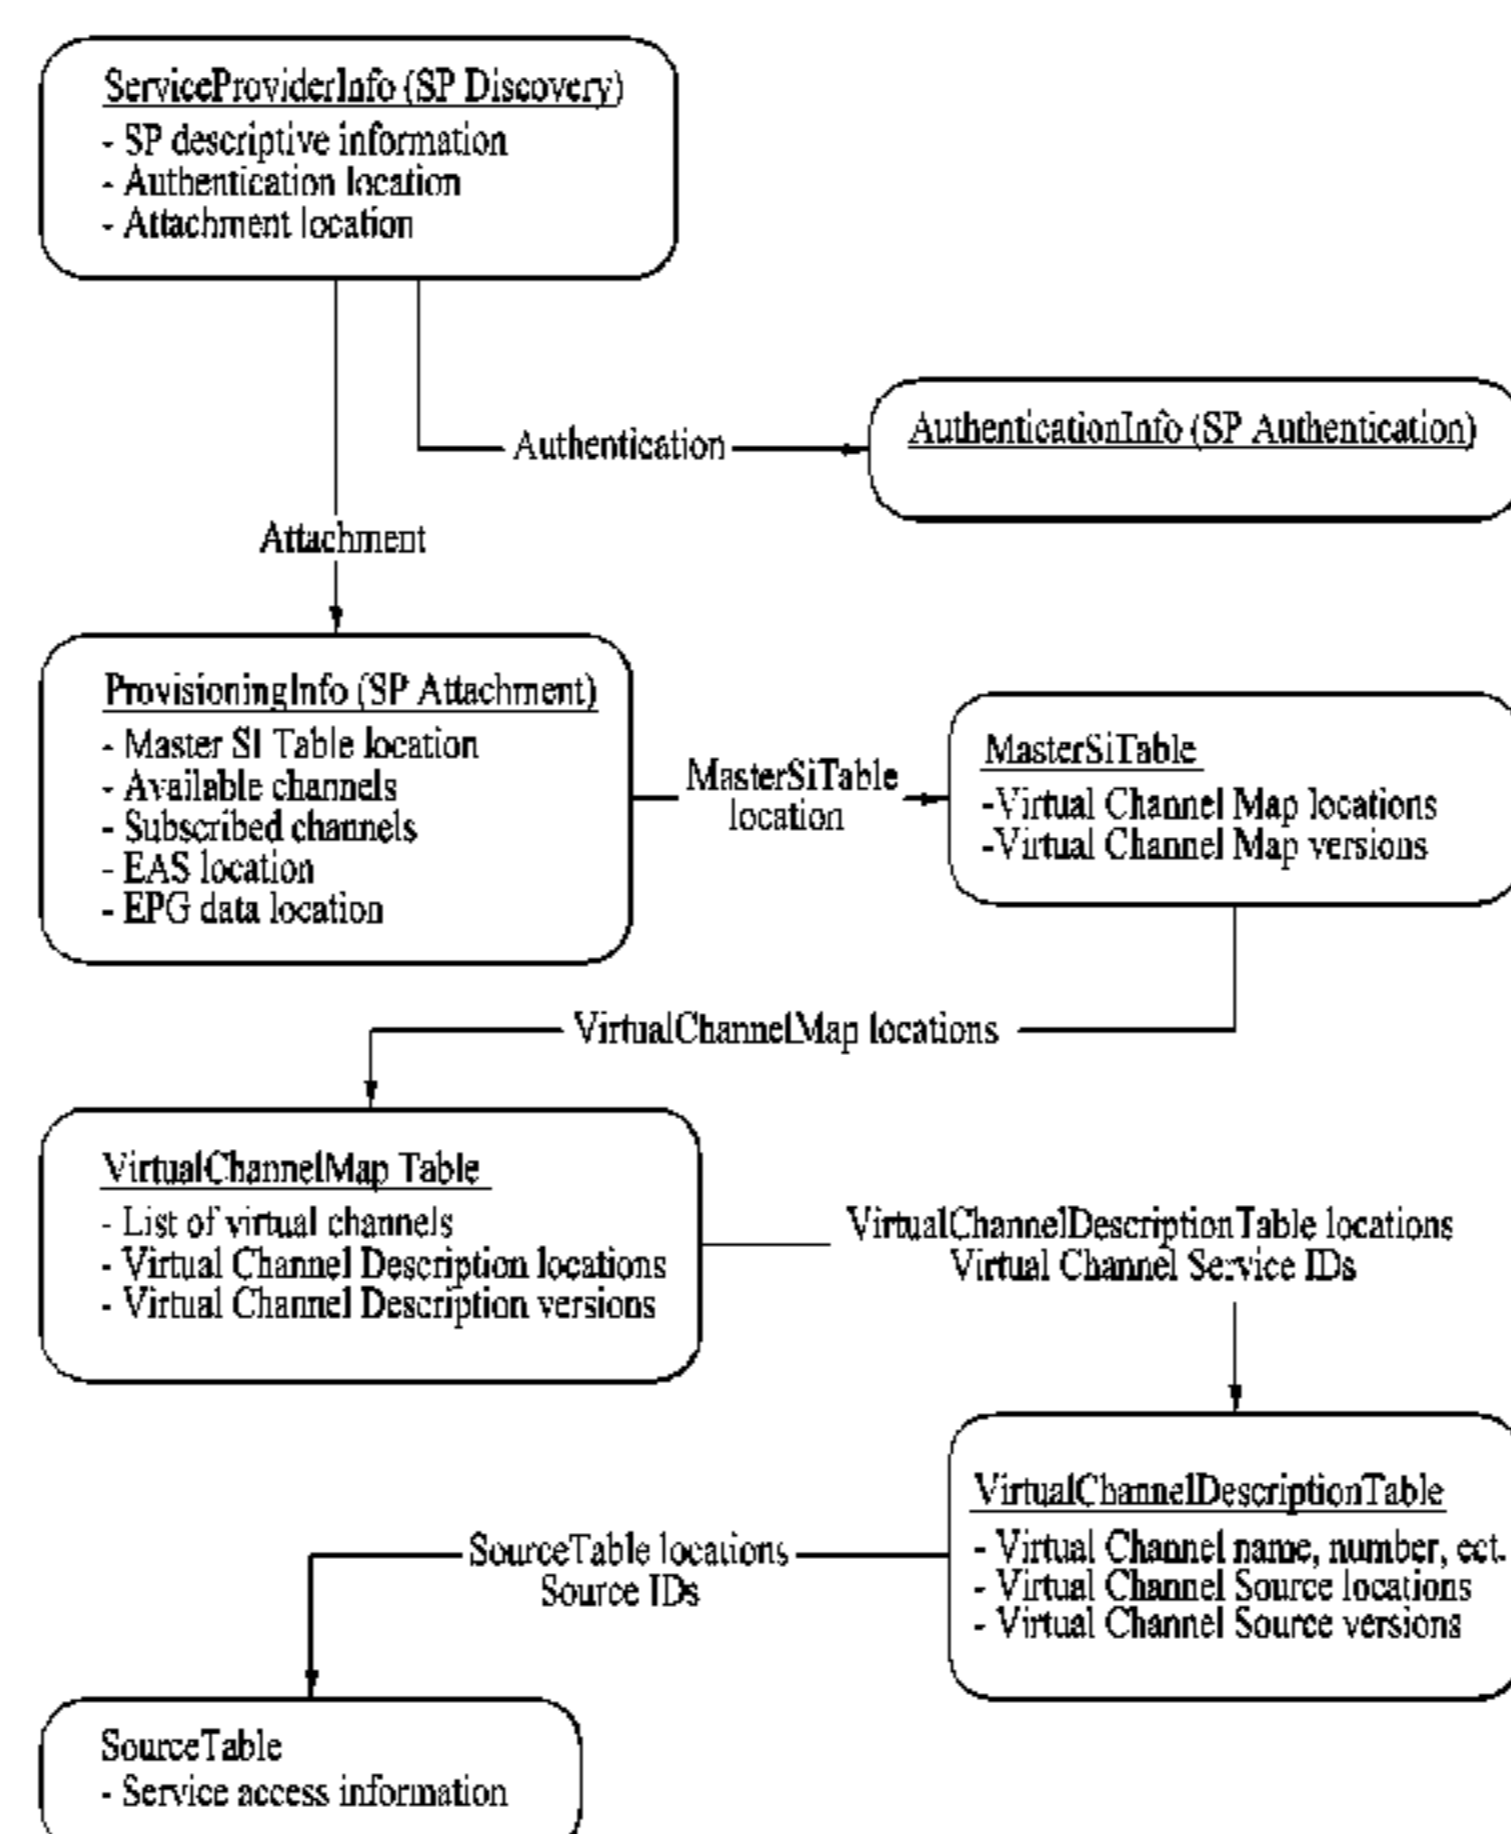 ServiceProviderInfo (SP Discovery)
- SP descriptive information
- Authentication location
- Attachment location
Authentication
AuthenticationInfo (SP Authentication)
Attachment
ProvisioningInfo (SP Attachment)
- Master SI Table location
- Available channels
- Subscribed channels
- EAS location
- EPG data location
MasterSiTable
location
MasterSiTable
-Virtual Channel Map locations
-Virtual Channel Map versions
VirtualChannelMap locations
VirtualChannelMap Table
- List of virtual channels
- Virtual Channel Description locations
- Virtual Channel Description versions
VirtualChannelDescriptionTable locations
Virtual Channel Service IDs
VirtualChannelDescriptionTable
- Virtual Channel name, number, ect.
- Virtual Channel Source locations
- Virtual Channel Source versions
SourceTable locations
Source IDs
SourceTable
- Service access information